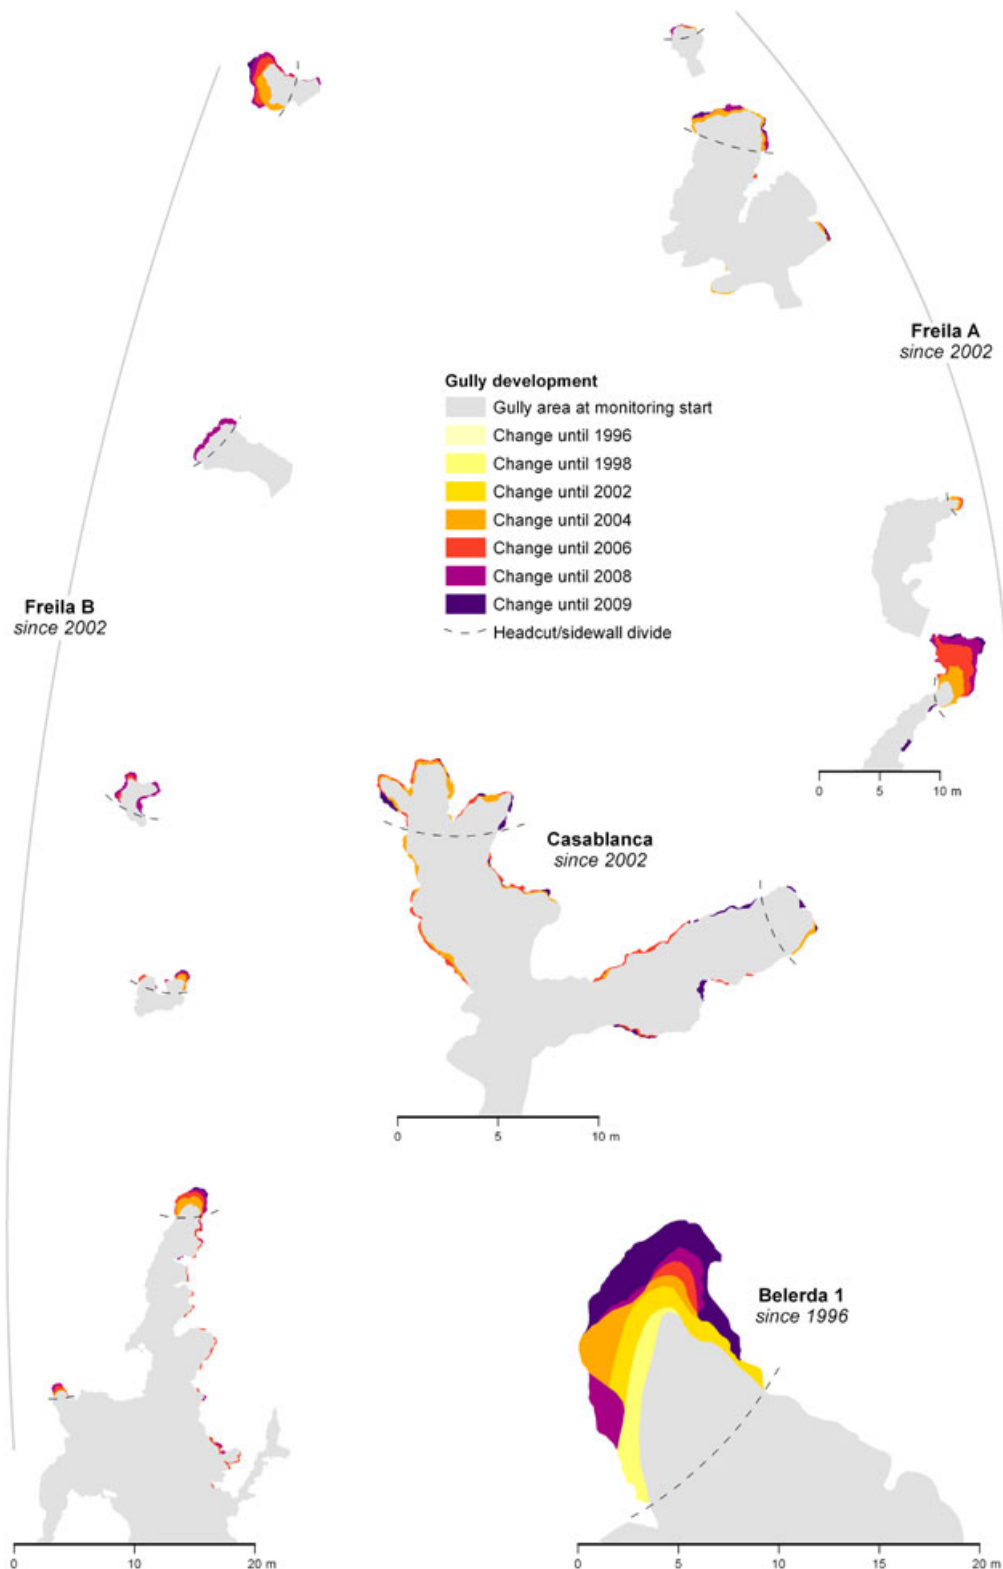 Freila A
since 2002
Gully development
Gully area at monitoring start
Change until 1996
Change until 1998
Change until 2002
Change until 2004
Change until 2006
Change until 2008
Change until 2009
Headcut/sidewall divide
Freila B
since 2002
0 5 10 m
Casablanca
since 2002
0 5 10 m
Belerda 1
since 1996
0 10 20 m
0 5 10 15 20 m